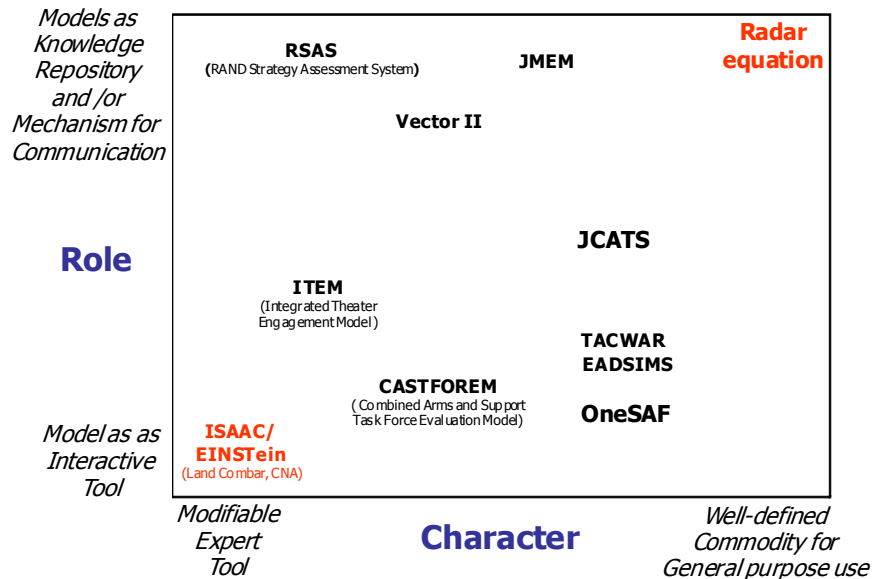 Models as
Knowledge
Repository
and /or
Mechanism for
Communication
RSAS
(RAND Strategy Assessment System)
JMEM
Radar
equation
Vector II
Role
JCATS
ITEM
(Integrated Theater
Engagement Model)
TACWAR
EADSIMS
CASTFOREM
( Combined Arms and Support
Task Force Evaluation Model)
OneSAF
ISAAC/
EINSTein
(Land Combar, CNA)
Model as as
Interactive
Tool
Modifiable
Expert
Tool
Character
Well-defined
Commodity for
General purpose use